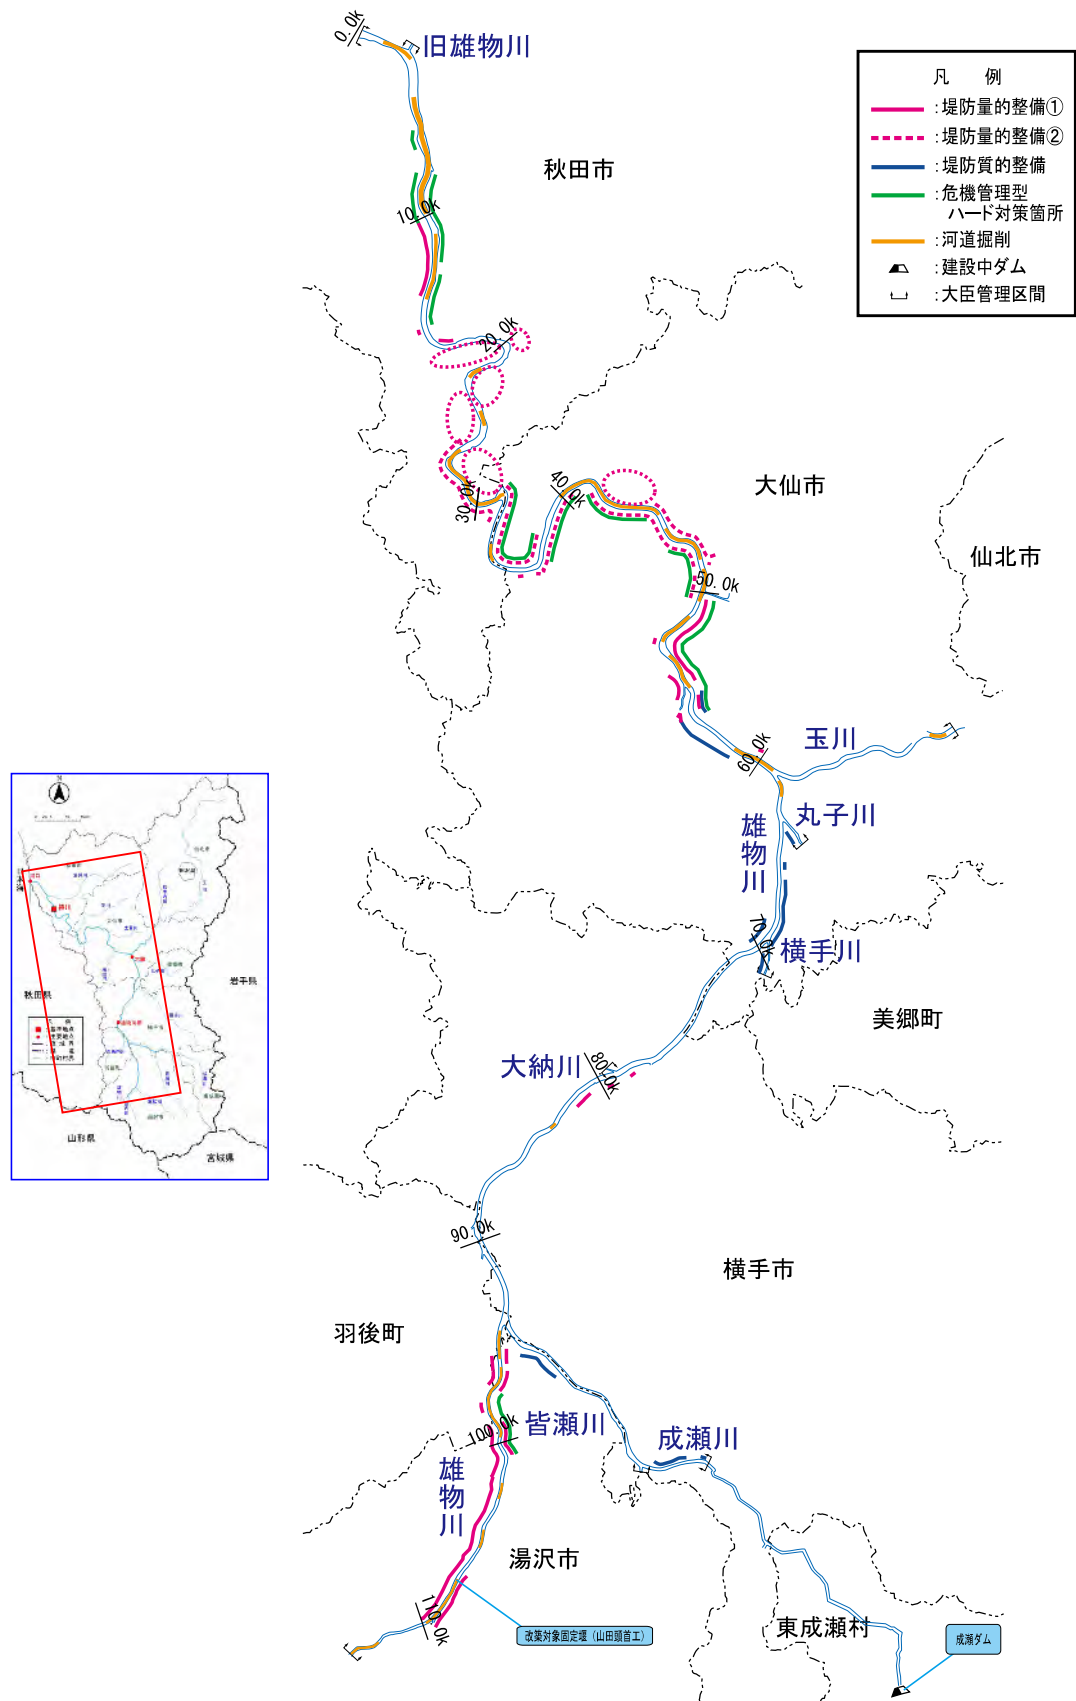 0.0k
旧雄物川
凡　例
:堤防量的整備①
:堤防量的整備②
:堤防質的整備
:危機管理型
ハード対策箇所
:河道掘削
:建設中ダム
:大臣管理区間
秋田市
10.0k
20.0k
30.0k
40.0k
大仙市
仙北市
50.0k
60.0k
玉川
丸子川
雄物川
70.0k
横手川
美郷町
大納川
80.0k
90.0k
横手市
羽後町
皆瀬川
100.0k
成瀬川
雄物川
湯沢市
110.0k
改築対象固定堰（山田頭首工）
東成瀬村
成瀬ダム
N
秋田県
岩手県
山形県
宮城県